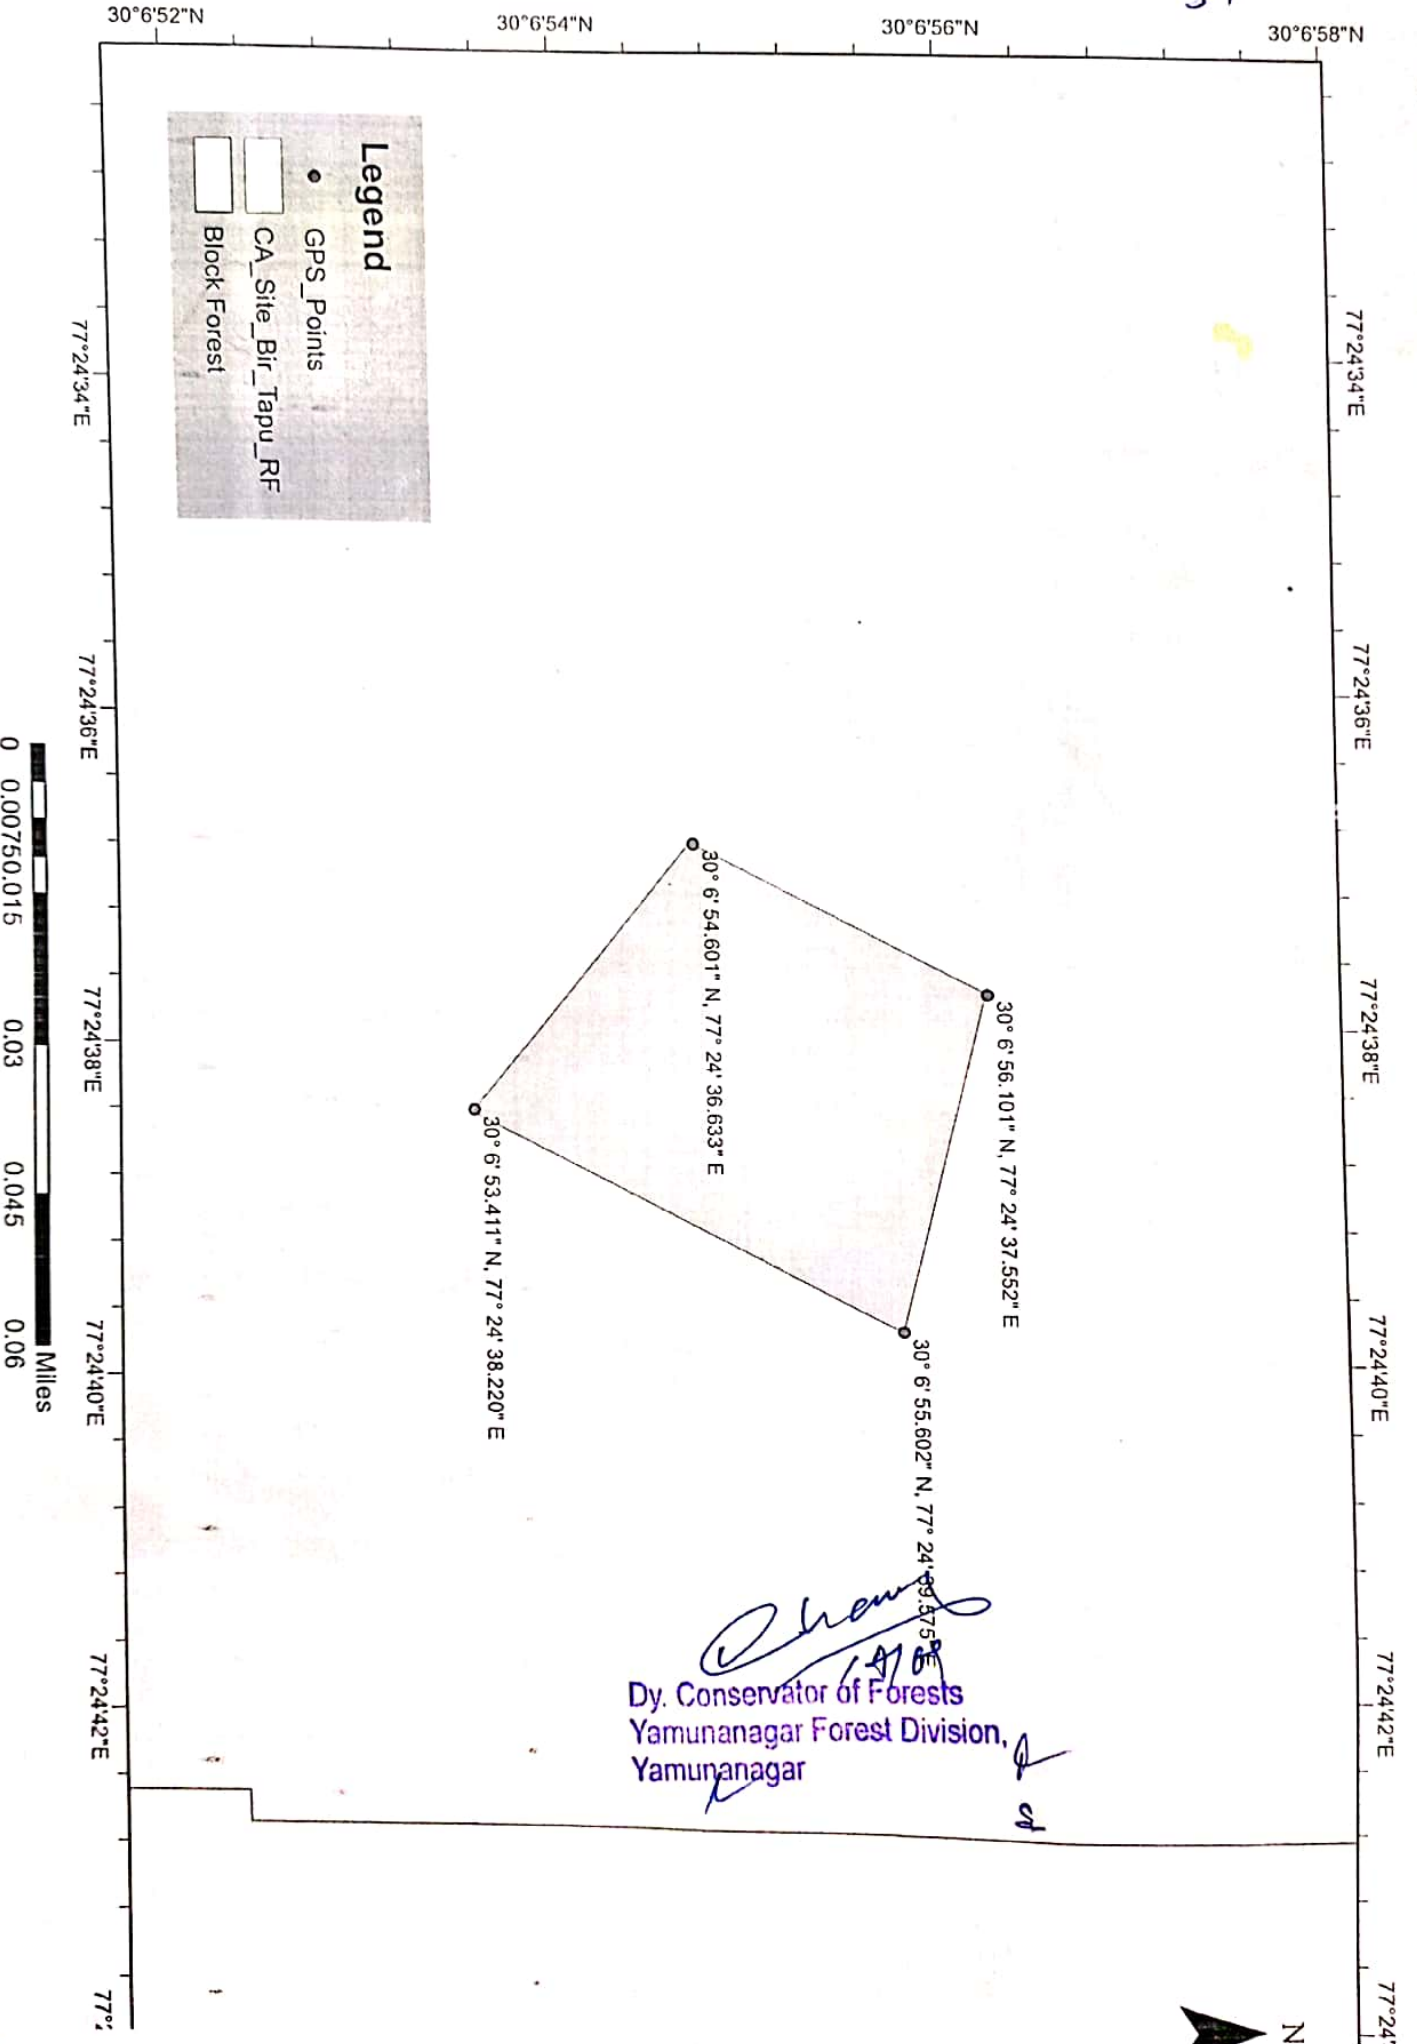 30°6'52"N
30°6'54"N
30°6'56"N
30°6'58"N
Legend
GPS_Points
CA_Site_Bir_Tapu_RF
Block Forest
77°24'34"E
77°24'36"E
77°24'38"E
77°24'40"E
77°24'42"E
77°24'
77°24'34"E
77°24'36"E
77°24'38"E
77°24'40"E
77°24'42"E
30° 6' 56.101" N, 77° 24' 37.552" E
30° 6' 54.601" N, 77° 24' 36.633" E
30° 6' 55.602" N, 77° 24' 39.575" E
30° 6' 53.411" N, 77° 24' 38.220" E
Dy. Conservator of Forests
Yamunanagar Forest Division,
Yamunanagar
N
0 0.00750.015 0.03 0.045 0.06
Miles